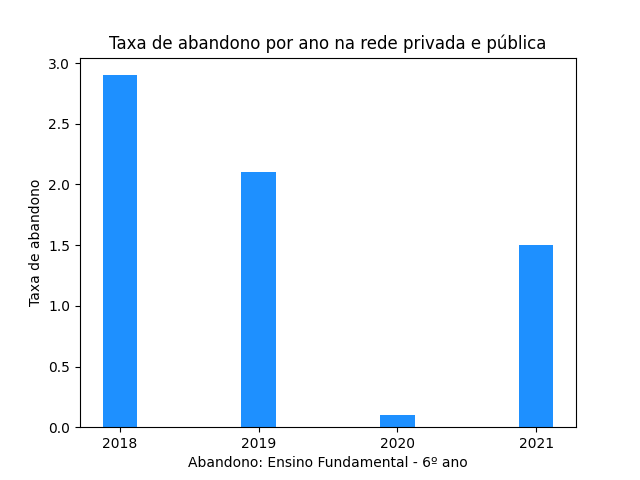 Taxa de abandono por ano na rede privada e pública
3.0
2.5
2.0
1.5
1.0
0.5
0.0
Taxa de abandono
2018 2019 2020 2021
Abandono: Ensino Fundamental - 6º ano